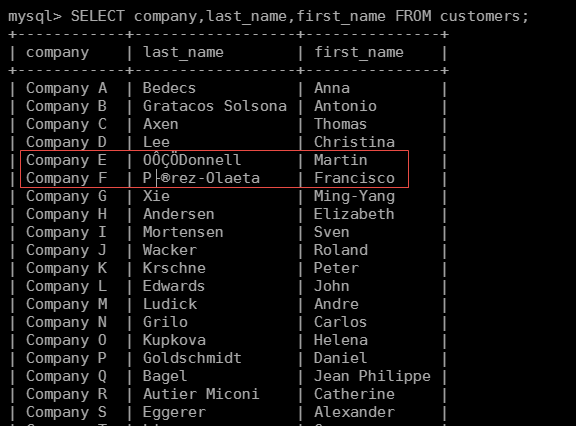 mysql> SELECT company,last_name,first_name FROM customers;
+------------+------------------+---------------+
| company    | last_name        | first_name    |
+------------+------------------+---------------+
| Company A  | Bedecs           | Anna          |
| Company B  | Gratacos Solsona | Antonio       |
| Company C  | Axen             | Thomas        |
| Company D  | Lee              | Christina     |
| Company E  | OÔÇÖDonnell      | Martin        |
| Company F  | P├®rez-Olaeta    | Francisco     |
| Company G  | Xie              | Ming-Yang     |
| Company H  | Andersen         | Elizabeth     |
| Company I  | Mortensen        | Sven          |
| Company J  | Wacker           | Roland        |
| Company K  | Krschne          | Peter         |
| Company L  | Edwards          | John          |
| Company M  | Ludick           | Andre         |
| Company N  | Grilo            | Carlos        |
| Company O  | Kupkova          | Helena        |
| Company P  | Goldschmidt      | Daniel        |
| Company Q  | Bagel            | Jean Philippe |
| Company R  | Autier Miconi    | Catherine     |
| Company S  | Eggerer          | Alexander     |